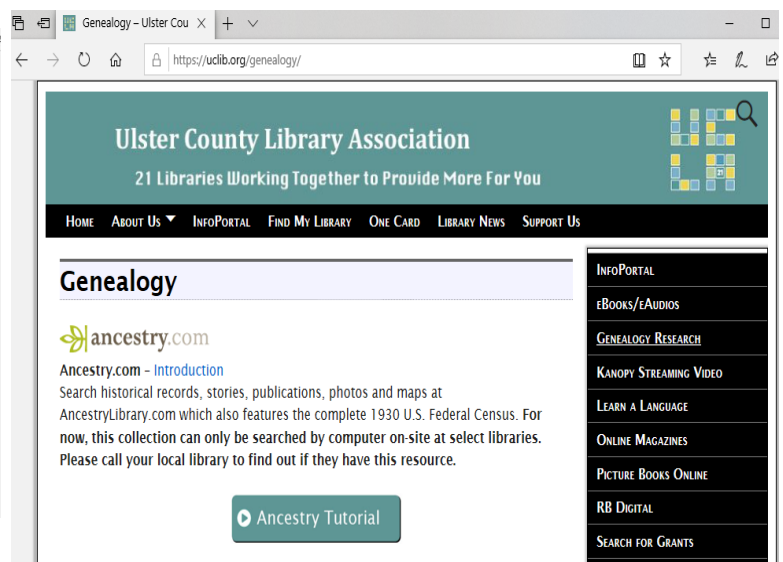 Genealogy – Ulster Cou
https://uclib.org/genealogy/
Ulster County Library Association
21 Libraries Working Together to Provide More For You
21
Home About Us InfoPortal Find My Library One Card Library News Support Us
Genealogy
ancestry.com
Ancestry.com – Introduction
Search historical records, stories, publications, photos and maps at
AncestryLibrary.com which also features the complete 1930 U.S. Federal Census. For
now, this collection can only be searched by computer on-site at select libraries.
Please call your local library to find out if they have this resource.
Ancestry Tutorial
InfoPortal
eBooks/eAudios
Genealogy Research
Kanopy Streaming Video
Learn a Language
Online Magazines
Picture Books Online
RB Digital
Search for Grants